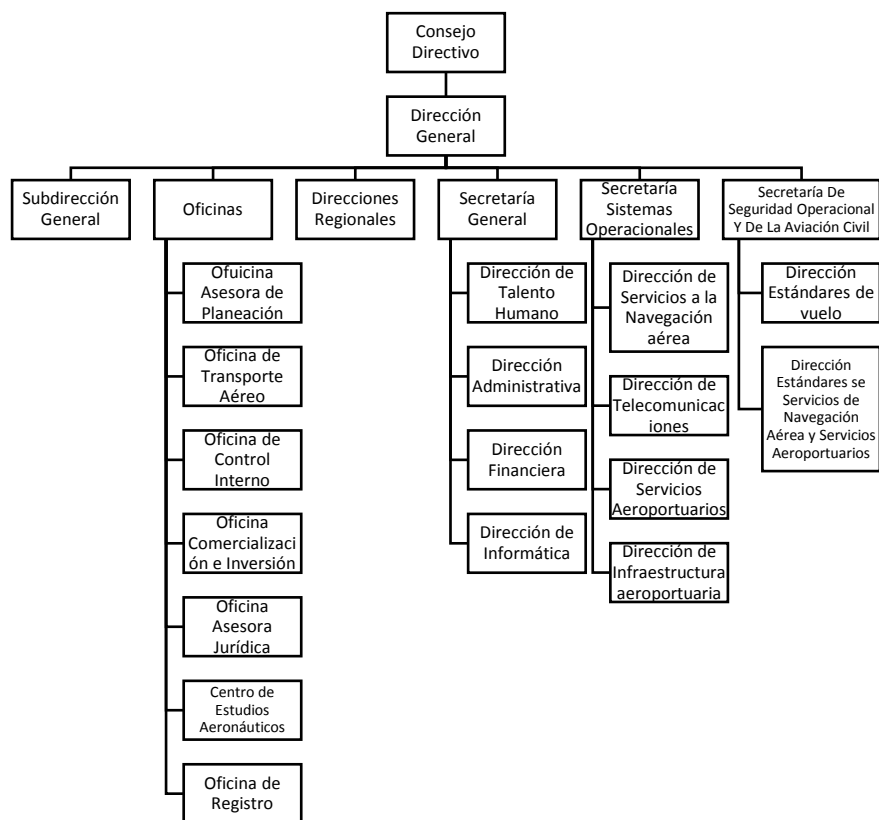 Consejo
Directivo
Dirección
General
Subdirección
General
Oficinas
Ofuicina
Asesora de
Planeación
Oficina de
Transporte
Aéreo
Oficina de
Control
Interno
Oficina
Comercializaci
ón e Inversión
Oficina
Asesora
Jurídica
Centro de
Estudios
Aeronáuticos
Oficina de
Registro
Direcciones
Regionales
Secretaría
General
Dirección de
Talento
Humano
Dirección
Administrativa
Dirección
Financiera
Dirección de
Informática
Secretaría
Sistemas
Operacionales
Dirección de
Servicios a la
Navegación
aérea
Dirección de
Telecomunicac
iones
Dirección de
Servicios
Aeroportuarios
Dirección de
Infraestructura
aeroportuaria
Secretaría De
Seguridad Operacional
Y De La Aviación Civil
Dirección
Estándares de
vuelo
Dirección
Estándares se
Servicios de
Navegación
Aérea y Servicios
Aeroportuarios